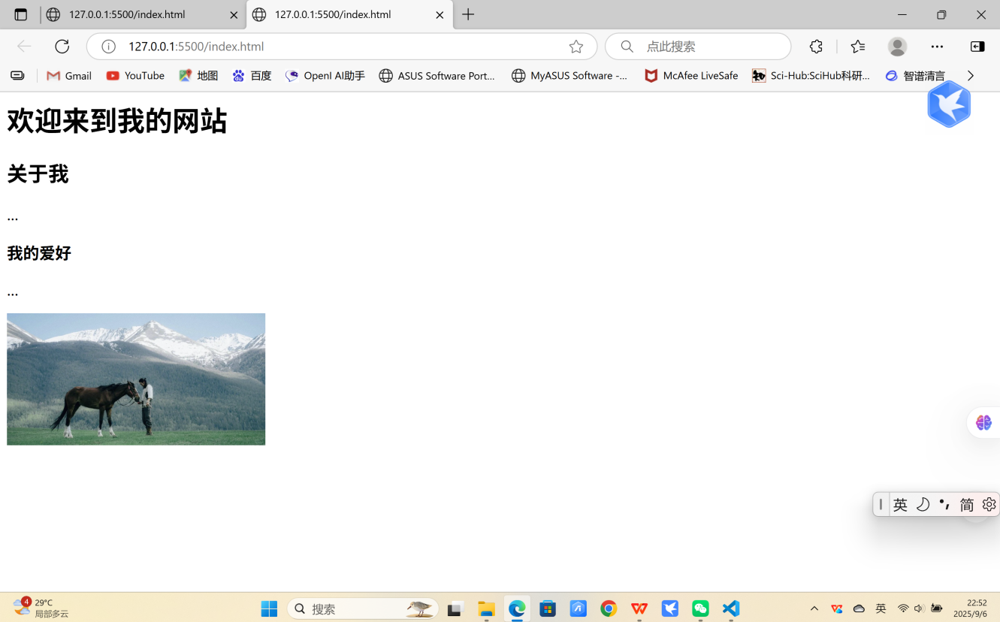 127.0.0.1:5500/index.html
127.0.0.1:5500/index.html
127.0.0.1:5500/index.html
点此搜索
Gmail
YouTube
地图
百度
OpenI AI助手
ASUS Software Port...
MyASUS Software -...
McAfee LiveSafe
Sci-Hub:SciHub科研...
智谱清言
欢迎来到我的网站
关于我
...
我的爱好
...
英
简
4
29°C
局部多云
搜索
英
22:52
2025/9/6